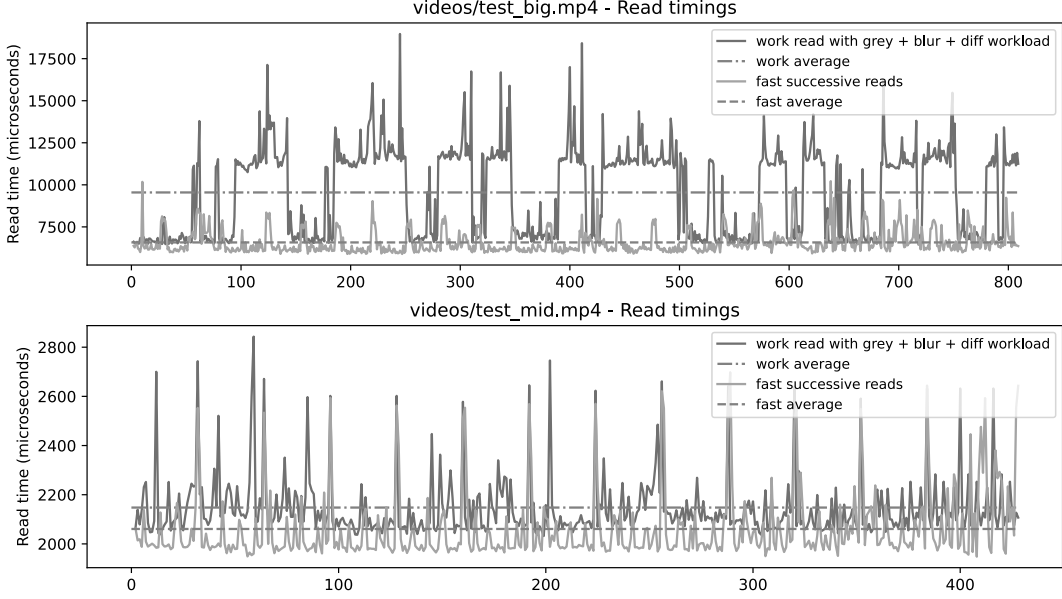 videos/test_big.mp4 - Read timings
Read time (microseconds)
17500
15000
12500
10000
7500
work read with grey + blur + diff workload
work average
fast successive reads
fast average
0 100 200 300 400 500 600 700 800
videos/test_mid.mp4 - Read timings
Read time (microseconds)
2800
2600
2400
2200
2000
work read with grey + blur + diff workload
work average
fast successive reads
fast average
0 100 200 300 400